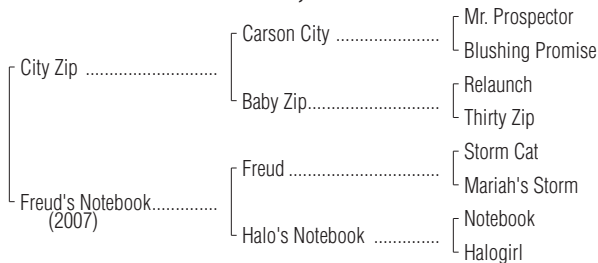 Mr. Prospector
Carson City ....................
Blushing Promise
City Zip .........................
Relaunch
Baby Zip.........................
Thirty Zip
Storm Cat
Freud .............................
Mariah's Storm
Freud's Notebook.............
(2007)
Notebook
Halo's Notebook .............
Halogirl